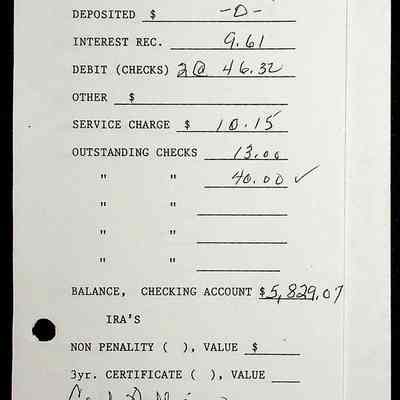 DEPOSITED $ -0-
INTEREST REC. 9.61
DEBIT (CHECKS) 2@ 46.32
OTHER $
SERVICE CHARGE $ 10.15
OUTSTANDING CHECKS 13.00
" " 40.00 ✓
" "
" "
" "
BALANCE, CHECKING ACCOUNT $5,829.07
IRA'S
NON PENALITY ( ), VALUE $
3yr. CERTIFICATE ( ), VALUE